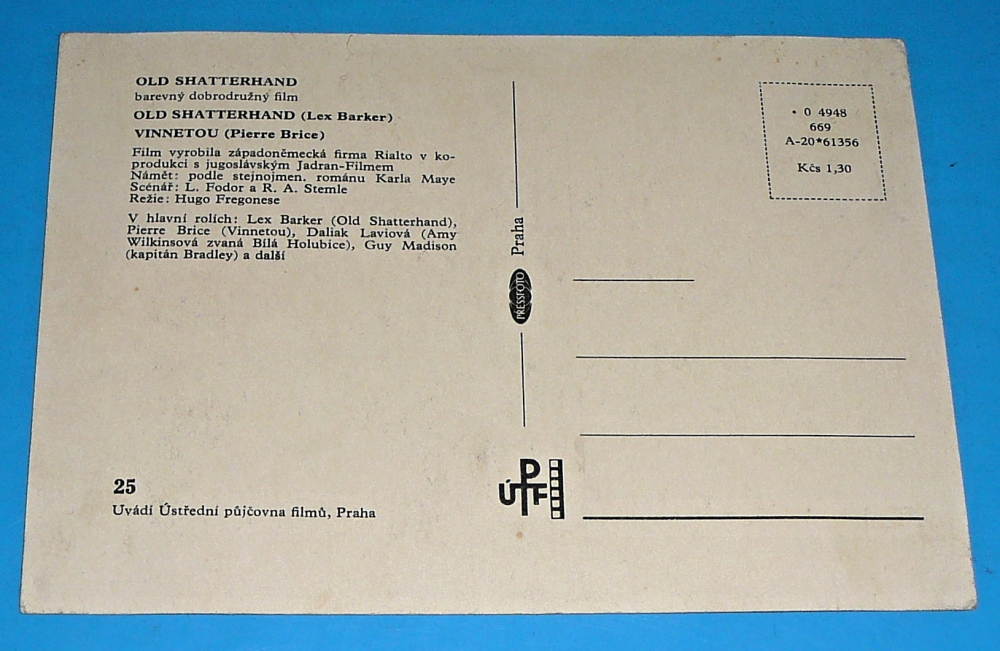 OLD SHATTERHAND
barevný dobrodružný film
OLD SHATTERHAND (Lex Barker)
VINNETOU (Pierre Brice)
Film vyrobila západoněmecká firma Rialto v ko-
produkci s jugoslávským Jadran-Filmem
Námět: podle stejnojmen. románu Karla Maye
Scénář: L. Fodor a R. A. Stemle
Režie: Hugo Fregonese
V hlavní rolích: Lex Barker (Old Shatterhand),
Pierre Brice (Vinnetou), Daliak Laviová (Amy
Wilkinsová zvaná Bílá Holubice), Guy Madison
(kapitán Bradley) a další
25
Uvádí Ústřední půjčovna filmů, Praha
Praha
PRESSFOTO
ÚPF
• 0 4948
669
A-20*61356
Kčs 1,30